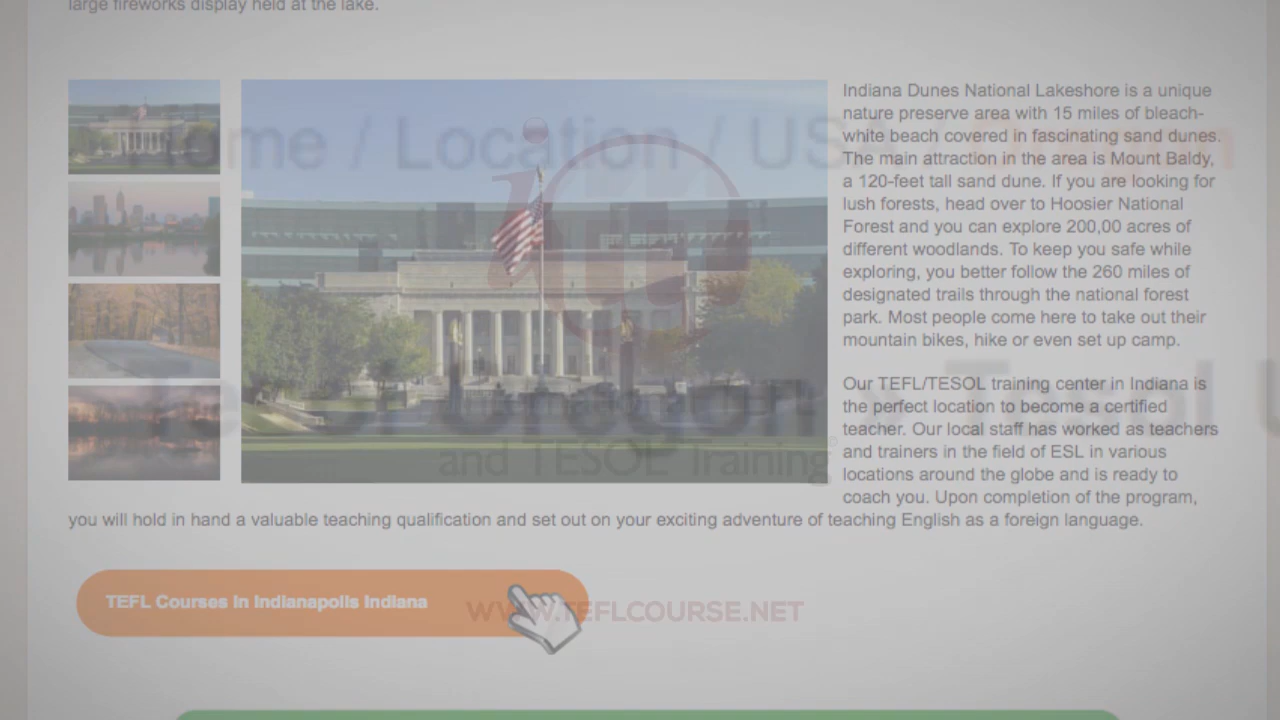 large fireworks display held at the lake.
Home / Location / USA /
Indiana Dunes National Lakeshore is a unique
nature preserve area with 15 miles of bleach-
white beach covered in fascinating sand dunes.
The main attraction in the area is Mount Baldy,
a 120-feet tall sand dune. If you are looking for
lush forests, head over to Hoosier National
Forest and you can explore 200,00 acres of
different woodlands. To keep you safe while
exploring, you better follow the 260 miles of
designated trails through the national forest
park. Most people come here to take out their
mountain bikes, hike or even set up camp.
Tefl Oregon
Tesol U
and TESOL Training
Our TEFL/TESOL training center in Indiana is
the perfect location to become a certified
teacher. Our local staff has worked as teachers
and trainers in the field of ESL in various
locations around the globe and is ready to
coach you. Upon completion of the program,
you will hold in hand a valuable teaching qualification and set out on your exciting adventure of teaching English as a foreign language.
TEFL Courses In Indianapolis Indiana
WWW.TEFLCOURSE.NET